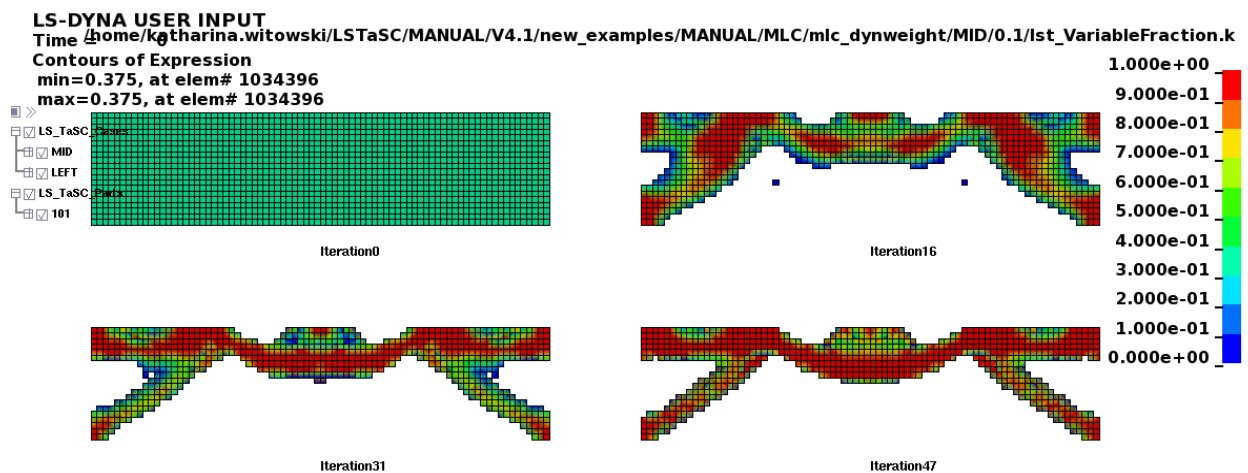 LS-DYNA USER INPUT
Time = 0
/home/katharina.witowski/LSTaSC/MANUAL/V4.1/new_examples/MANUAL/MLC/mlc_dynweight/MID/0.1/lst_VariableFraction.k
Contours of Expression
min=0.375, at elem# 1034396
max=0.375, at elem# 1034396
LS_TaSC_Cases
MID
LEFT
LS_TaSC_Parts
101
1.000e+00
9.000e-01
8.000e-01
7.000e-01
6.000e-01
5.000e-01
4.000e-01
3.000e-01
2.000e-01
1.000e-01
0.000e+00
Iteration0
Iteration16
Iteration31
Iteration47